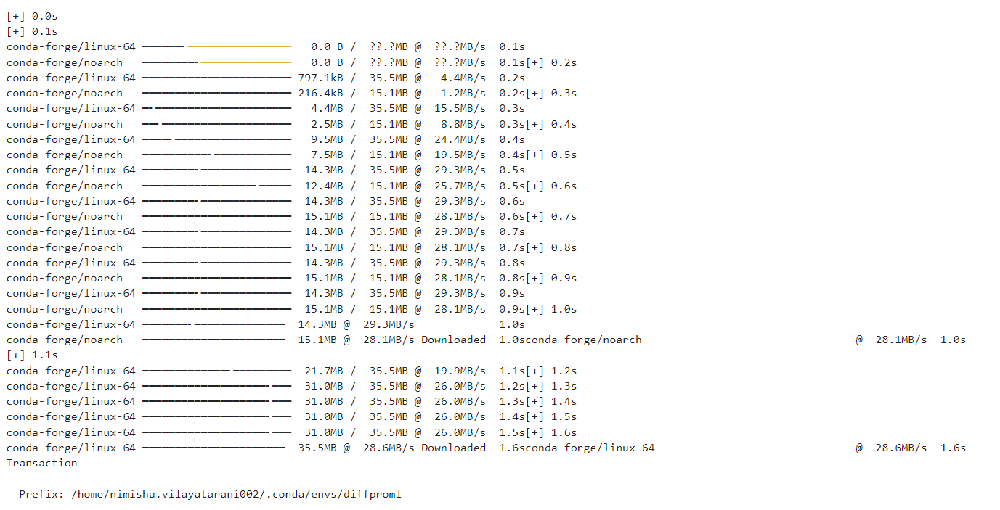 [+] 0.0s
[+] 0.1s
conda-forge/linux-64 0.0 B / ??.?MB @ ??.?MB/s 0.1s
conda-forge/noarch 0.0 B / ??.?MB @ ??.?MB/s 0.1s[+] 0.2s
conda-forge/linux-64 797.1kB / 35.5MB @ 4.4MB/s 0.2s
conda-forge/noarch 216.4kB / 15.1MB @ 1.2MB/s 0.2s[+] 0.3s
conda-forge/linux-64 4.4MB / 35.5MB @ 15.5MB/s 0.3s
conda-forge/noarch 2.5MB / 15.1MB @ 8.8MB/s 0.3s[+] 0.4s
conda-forge/linux-64 9.5MB / 35.5MB @ 24.4MB/s 0.4s
conda-forge/noarch 7.5MB / 15.1MB @ 19.5MB/s 0.4s[+] 0.5s
conda-forge/linux-64 14.3MB / 35.5MB @ 29.3MB/s 0.5s
conda-forge/noarch 12.4MB / 15.1MB @ 25.7MB/s 0.5s[+] 0.6s
conda-forge/linux-64 14.3MB / 35.5MB @ 29.3MB/s 0.6s
conda-forge/noarch 15.1MB / 15.1MB @ 28.1MB/s 0.6s[+] 0.7s
conda-forge/linux-64 14.3MB / 35.5MB @ 29.3MB/s 0.7s
conda-forge/noarch 15.1MB / 15.1MB @ 28.1MB/s 0.7s[+] 0.8s
conda-forge/linux-64 14.3MB / 35.5MB @ 29.3MB/s 0.8s
conda-forge/noarch 15.1MB / 15.1MB @ 28.1MB/s 0.8s[+] 0.9s
conda-forge/linux-64 14.3MB / 35.5MB @ 29.3MB/s 0.9s
conda-forge/noarch 15.1MB / 15.1MB @ 28.1MB/s 0.9s[+] 1.0s
conda-forge/linux-64 14.3MB @ 29.3MB/s 1.0s
conda-forge/noarch 15.1MB @ 28.1MB/s Downloaded 1.0sconda-forge/noarch @ 28.1MB/s 1.0s
[+] 1.1s
conda-forge/linux-64 21.7MB / 35.5MB @ 19.9MB/s 1.1s[+] 1.2s
conda-forge/linux-64 31.0MB / 35.5MB @ 26.0MB/s 1.2s[+] 1.3s
conda-forge/linux-64 31.0MB / 35.5MB @ 26.0MB/s 1.3s[+] 1.4s
conda-forge/linux-64 31.0MB / 35.5MB @ 26.0MB/s 1.4s[+] 1.5s
conda-forge/linux-64 31.0MB / 35.5MB @ 26.0MB/s 1.5s[+] 1.6s
conda-forge/linux-64 35.5MB @ 28.6MB/s Downloaded 1.6sconda-forge/linux-64 @ 28.6MB/s 1.6s
Transaction
Prefix: /home/nimisha.vilayatarani002/.conda/envs/diffproml